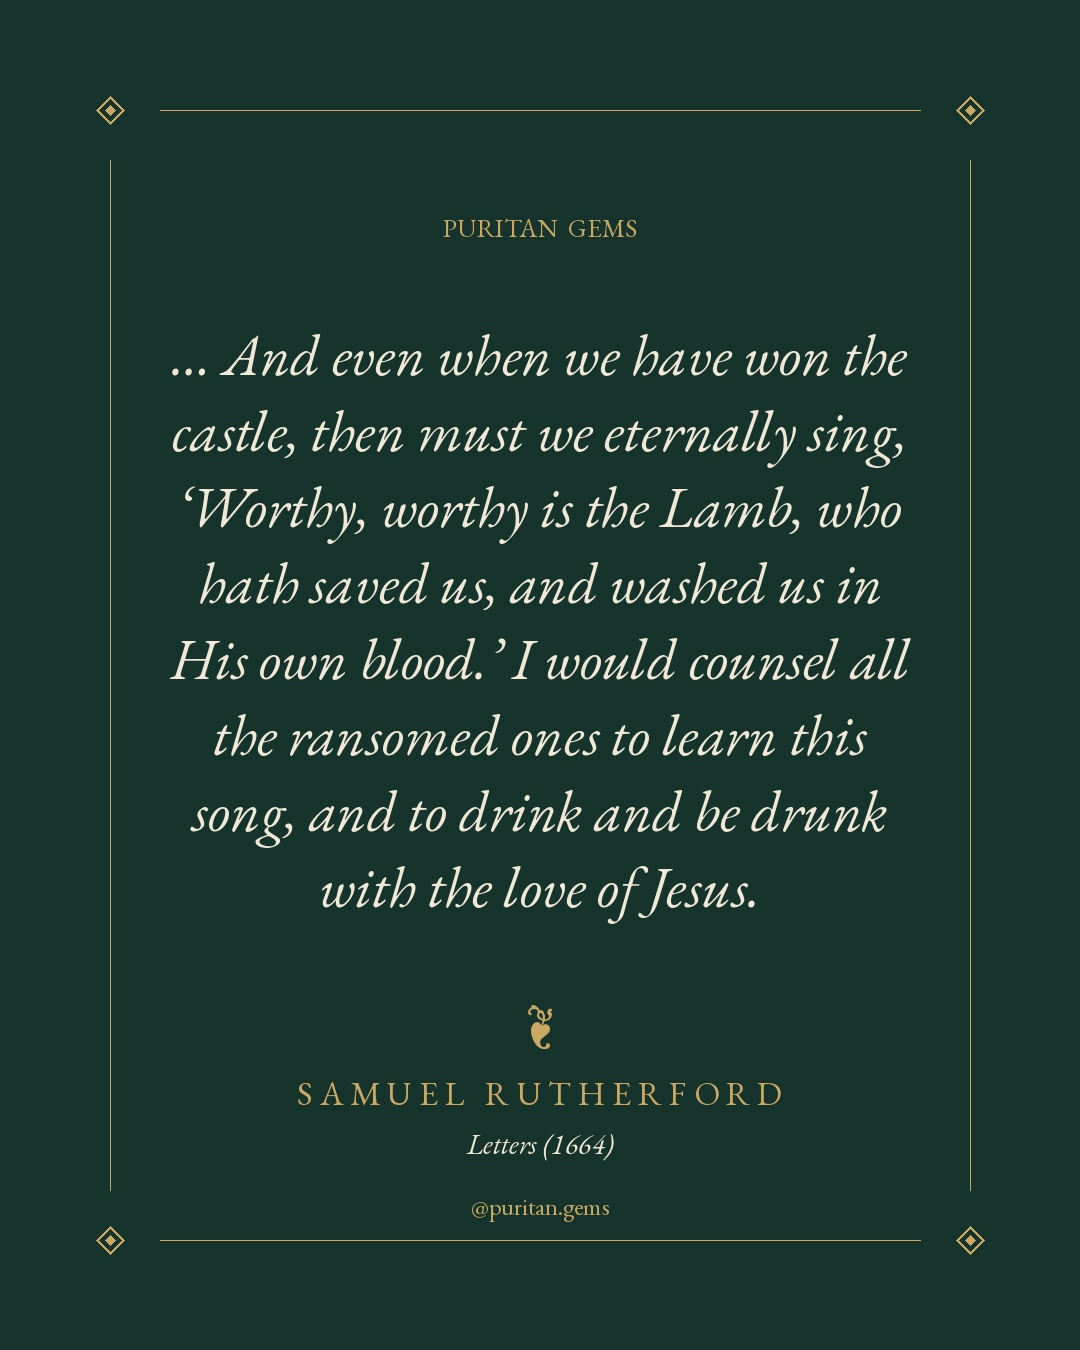 PURITAN GEMS
... And even when we have won the
castle, then must we eternally sing,
‘Worthy, worthy is the Lamb, who
hath saved us, and washed us in
His own blood.’ I would counsel all
the ransomed ones to learn this
song, and to drink and be drunk
with the love of Jesus.
❦
SAMUEL RUTHERFORD
Letters (1664)
@puritan.gems